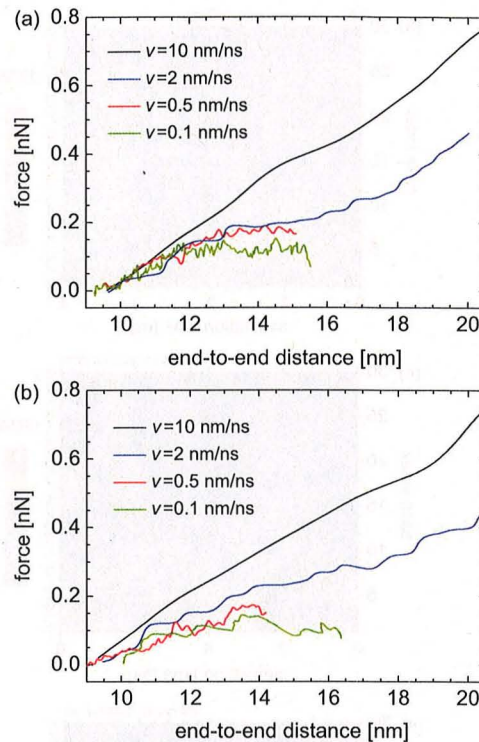 (a)
0.8
v=10 nm/ns
v=2 nm/ns
0.6
v=0.5 nm/ns
v=0.1 nm/ns
force [nN]
0.4
0.2
0.0
10 12 14 16 18 20
end-to-end distance [nm]
(b)
0.8
v=10 nm/ns
v=2 nm/ns
0.6
v=0.5 nm/ns
v=0.1 nm/ns
force [nN]
0.4
0.2
0.0
10 12 14 16 18 20
end-to-end distance [nm]